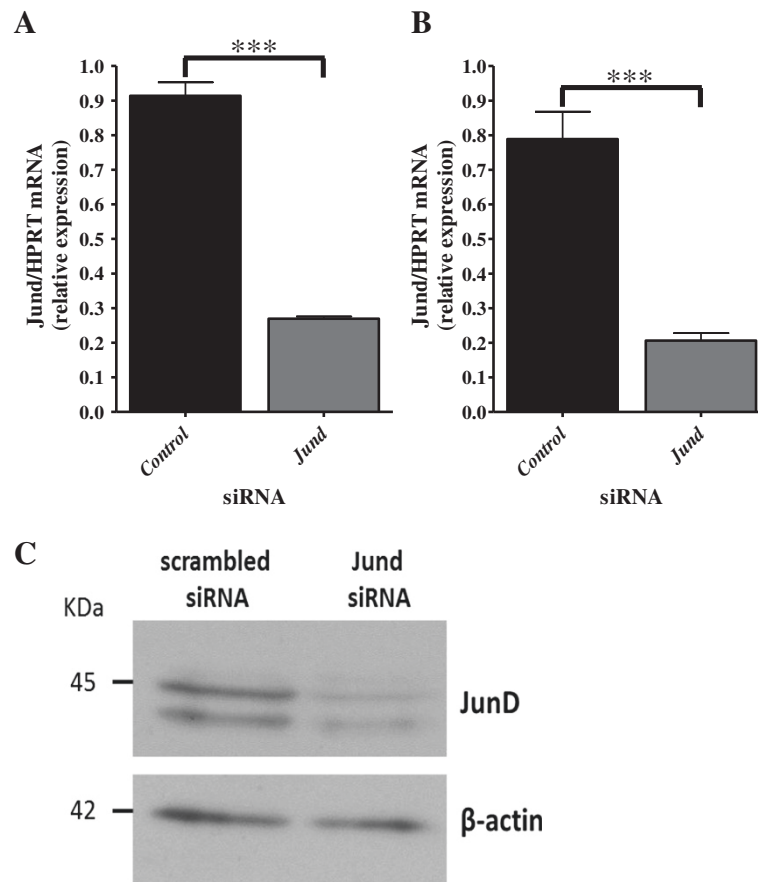 A
***
1.0
0.9
0.8
0.7
0.6
0.5
0.4
0.3
0.2
0.1
0.0
Jund/HPRT mRNA
(relative expression)
Control
Jund
siRNA
B
***
1.0
0.9
0.8
0.7
0.6
0.5
0.4
0.3
0.2
0.1
0.0
Jund/HPRT mRNA
(relative expression)
Control
Jund
siRNA
C
scrambled
siRNA
Jund
siRNA
KDa
45
JunD
42
β-actin